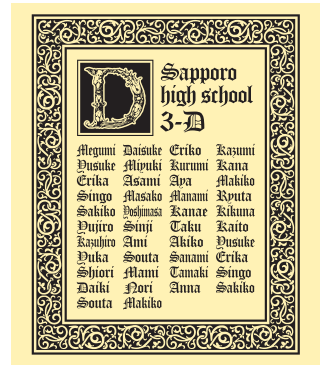 D
Sapporo
high school
3-D
Megumi Daisuke Eriko Kazumi
Yusuke Miyuki Kurumi Kana
Erika Asami Aya Makiko
Singo Masako Manami Ryuta
Sakiko Yoshimasa Kanae Kikuna
Yujiro Sinji Taku Kaito
Kazuhiro Ami Akiko Yusuke
Yuka Souta Sanami Erika
Shiori Mami Tamaki Singo
Daiki Nori Anna Sakiko
Souta Makiko